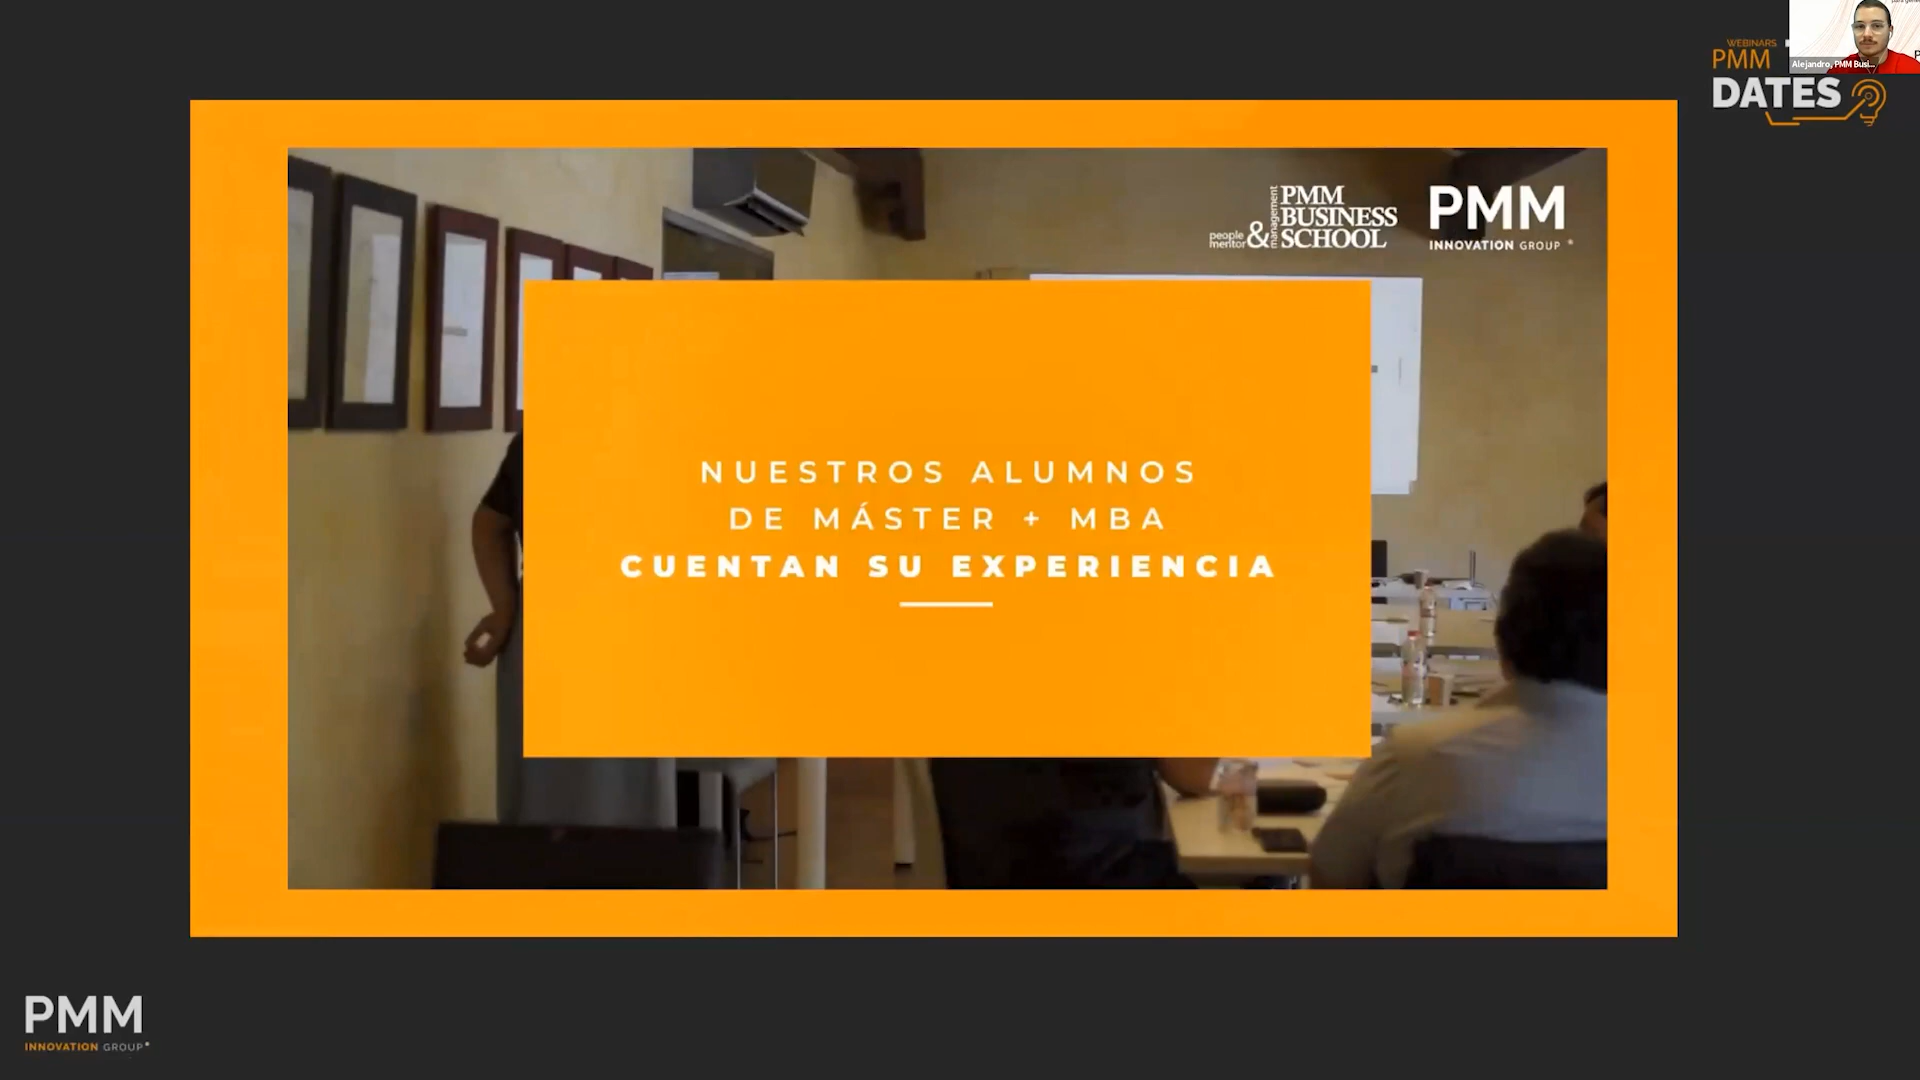 WEBINARS
PMM
DATES
Alejandro, PMM Busi...
people
mentor
&
management
PMM
BUSINESS
SCHOOL
PMM
INNOVATION GROUP
NUESTROS ALUMNOS
DE MÁSTER + MBA
CUENTAN SU EXPERIENCIA
PMM
INNOVATION GROUP